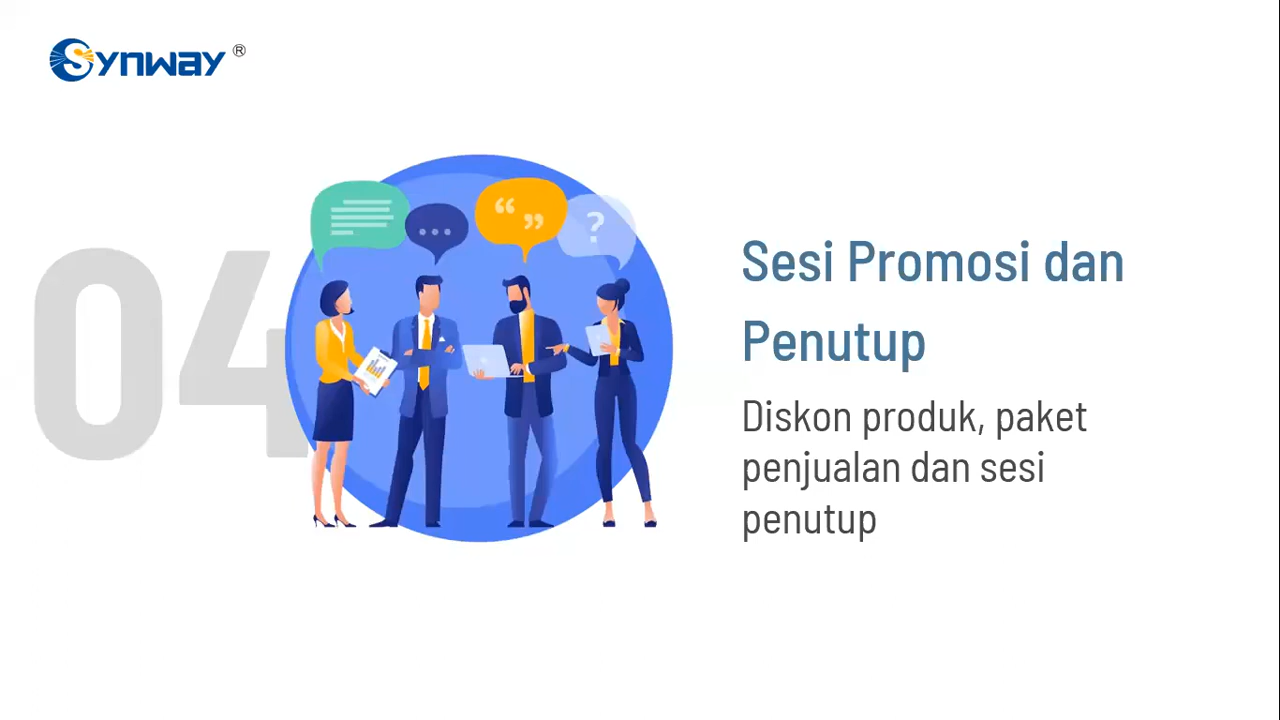 Synway ®
04
Sesi Promosi dan
Penutup
Diskon produk, paket
penjualan dan sesi
penutup